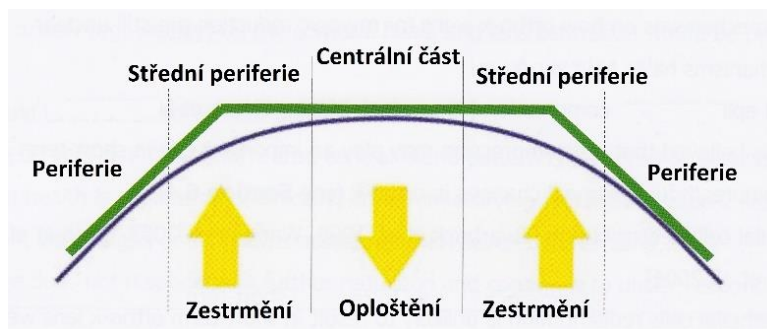 Centrální část
Střední periferie
Střední periferie
Periferie
Periferie
Zestrmění
Oploštění
Zestrmění